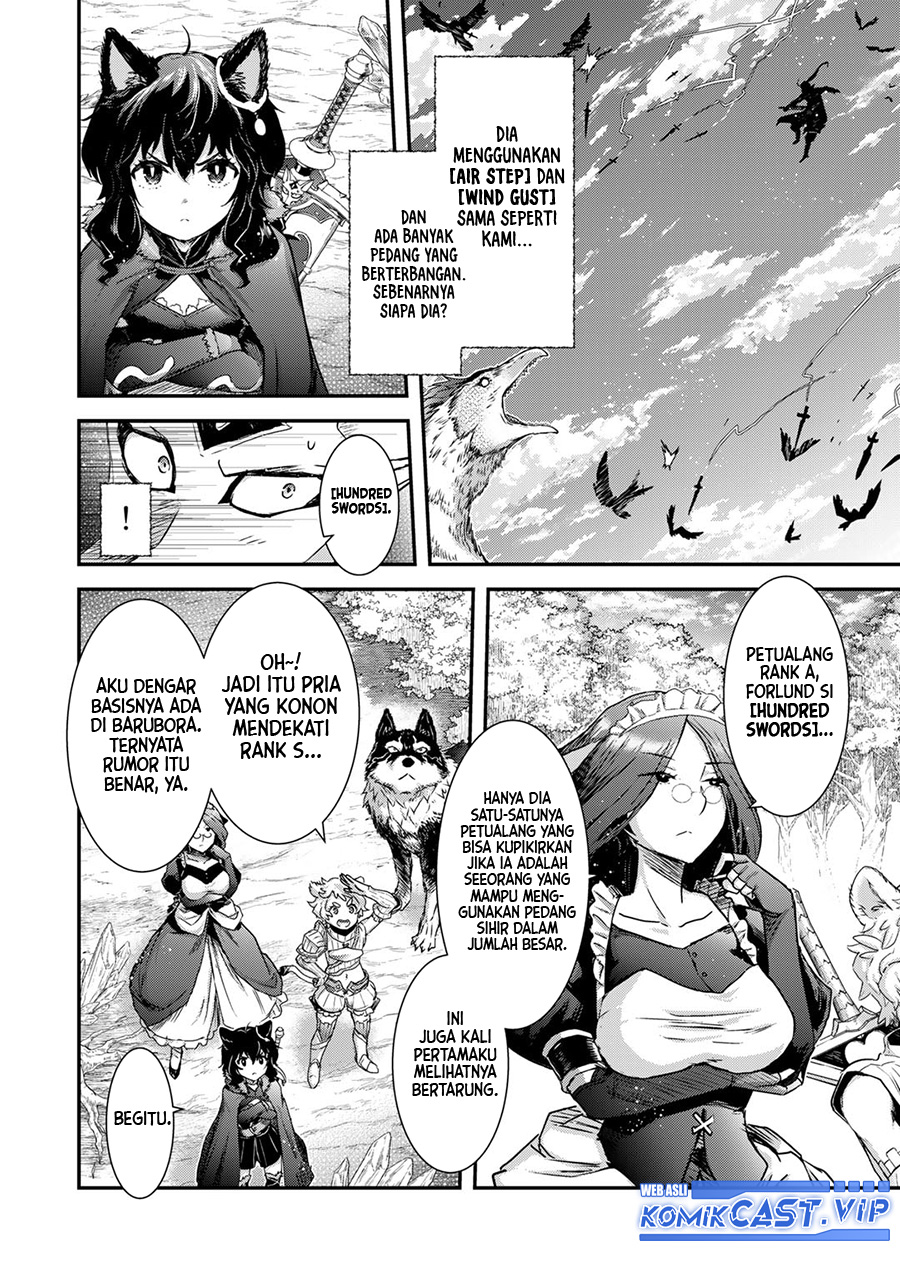 DIA
MENGGUNAKAN
[AIR STEP] DAN
[WIND GUST]
SAMA SEPERTI
KAMI...
DAN
ADA BANYAK
PEDANG YANG
BERTERBANGAN.
SEBENARNYA
SIAPA DIA?
[HUNDRED
SWORDS].
!
PETUALANG
RANK A,
FORLUND SI
[HUNDRED
SWORDS]...
HANYA DIA
SATU-SATUNYA
PETUALANG YANG
BISA KUPIKIRKAN
JIKA IA ADALAH
SEEORANG YANG
MAMPU MENG-
GUNAKAN PEDANG
SIHIR DALAM
JUMLAH BESAR.
INI
JUGA KALI
PERTAMAKU
MELIHATNYA
BERTARUNG.
OH~!
JADI ITU PRIA
YANG KONON
MENDEKATI
RANK S...
AKU DENGAR
BASISNYA ADA
DI BARUBORA.
TERNYATA
RUMOR ITU
BENAR, YA.
BEGITU.
WEB ASLI
KOMIKCAST.VIP